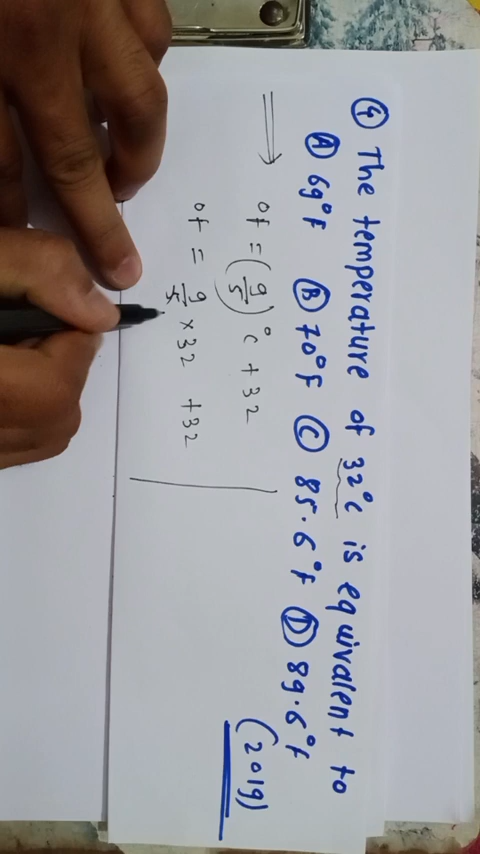 ④ The temperature of 32°c is equivalent to
Ⓐ 69°F Ⓑ 70°F Ⓒ 85.6°F Ⓓ 89.6°F
(2019)
⇒ °F = (9/5)°c + 32
°F = 9/5 × 32 + 32